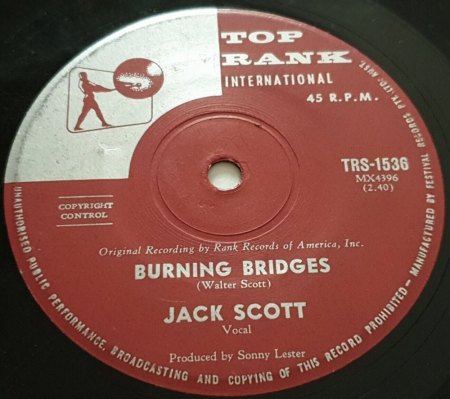 TOP
RANK
INTERNATIONAL
45 R.P.M.
TRS-1536
MX4396
(2.40)
COPYRIGHT
CONTROL
Original Recording by Rank Records of America, Inc.
BURNING BRIDGES
(Walter Scott)
JACK SCOTT
Vocal
Produced by Sonny Lester
UNAUTHORISED PUBLIC PERFORMANCE, BROADCASTING AND COPYING OF THIS RECORD PROHIBITED—MANUFACTURED BY FESTIVAL RECORDS PTY. LTD., AUST.